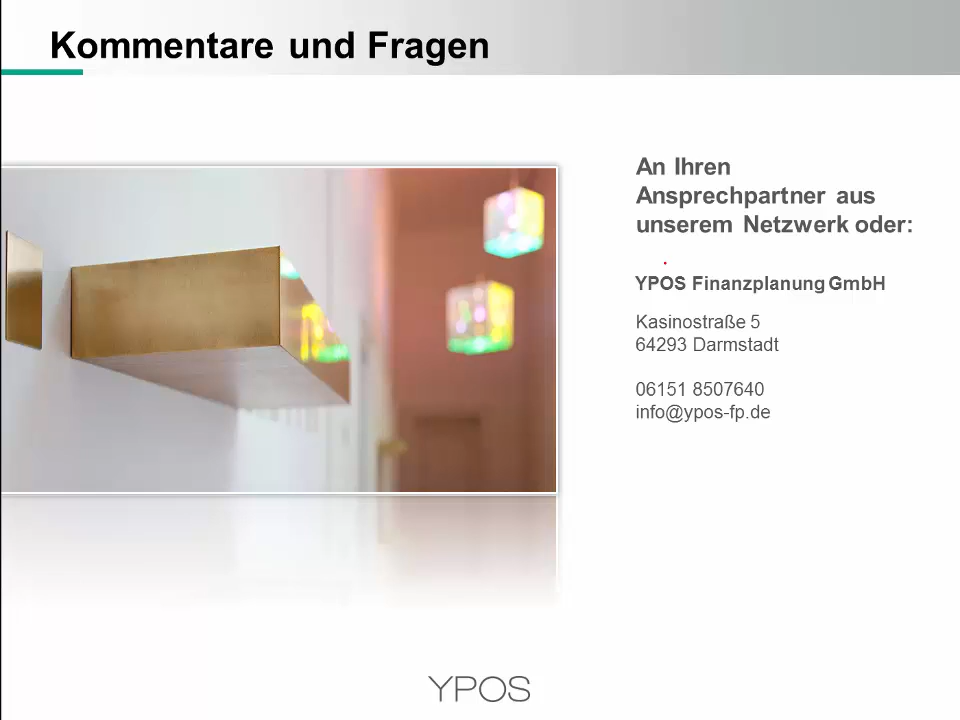 Kommentare und Fragen
An Ihren
Ansprechpartner aus
unserem Netzwerk oder:
YPOS Finanzplanung GmbH
Kasinostraße 5
64293 Darmstadt
06151 8507640
info@ypos-fp.de
YPOS